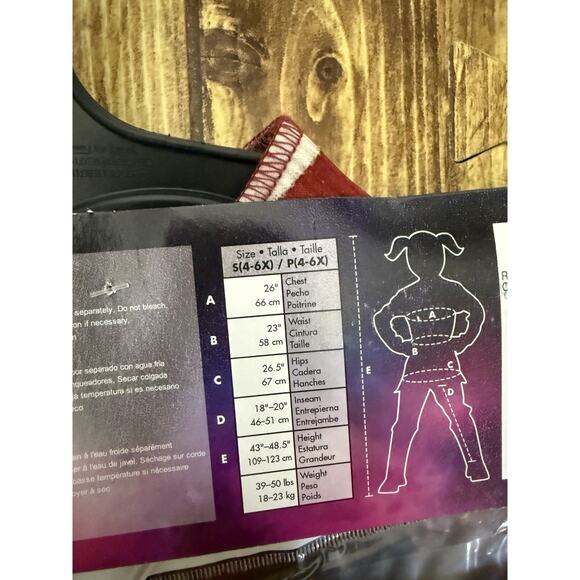 Size • Talla • Taille
S(4-6X) / P(4-6X)
A
26"
66 cm
Chest
Pecho
Poitrine
B
23"
58 cm
Waist
Cintura
Taille
C
26.5"
67 cm
Hips
Cadera
Hanches
D
18"–20"
46–51 cm
Inseam
Entrepierna
Entrejambe
E
43"–48.5"
109–123 cm
Height
Estatura
Grandeur
39–50 lbs
18–23 kg
Weight
Peso
Poids
separately. Do not bleach.
if necessary.
por separado con agua fría
Secar colgada
temperatura si es necesario
eco
en à l'eau froide séparément
er à l'eau de javel. Séchage sur corde
basse temperature si nécessaire
oyer à sec
A
B
C
D
E